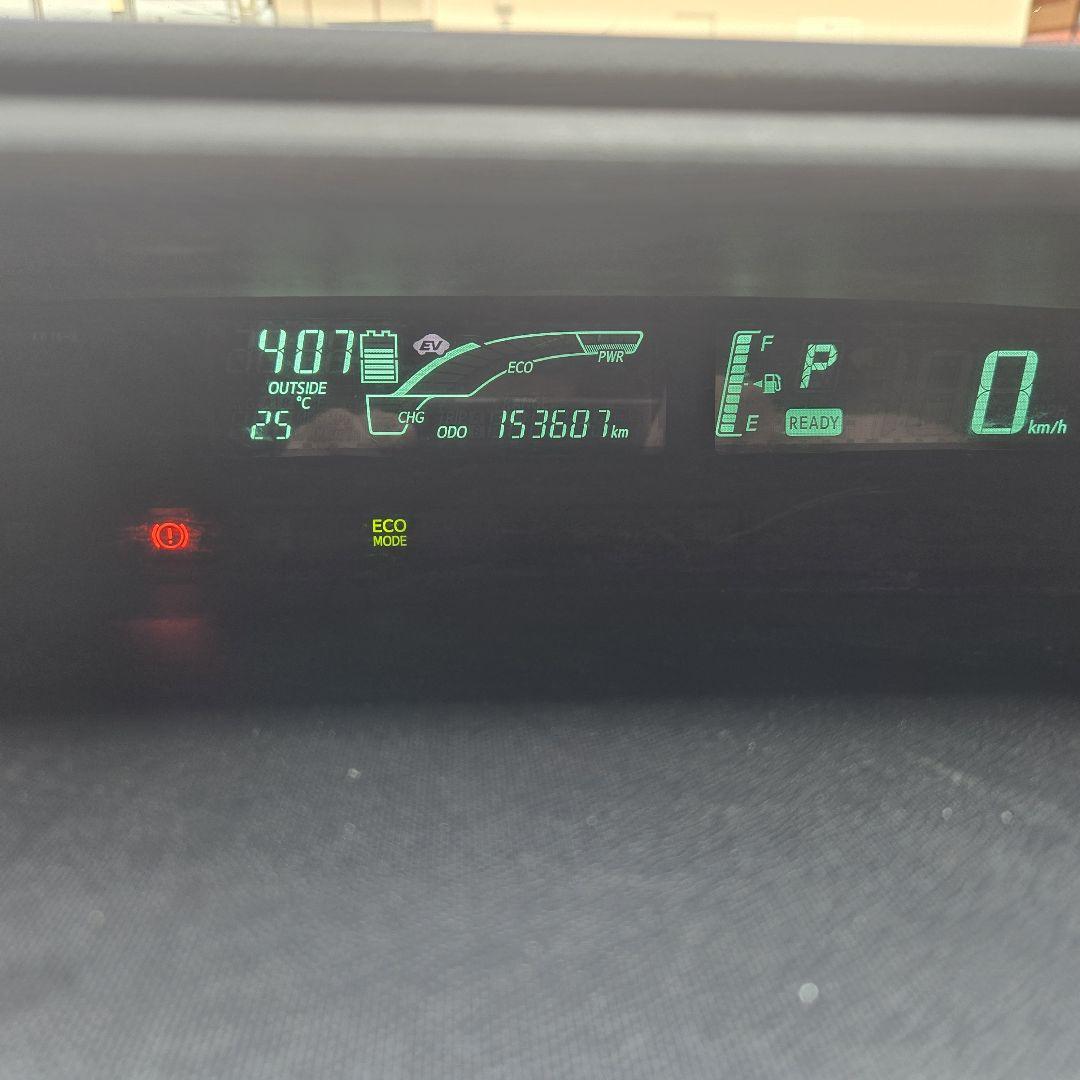 407
EV
OUTSIDE
°C
25
CHG
ECO
PWR
ODO 153607 km
F
E
P
READY
0 km/h
ECO
MODE